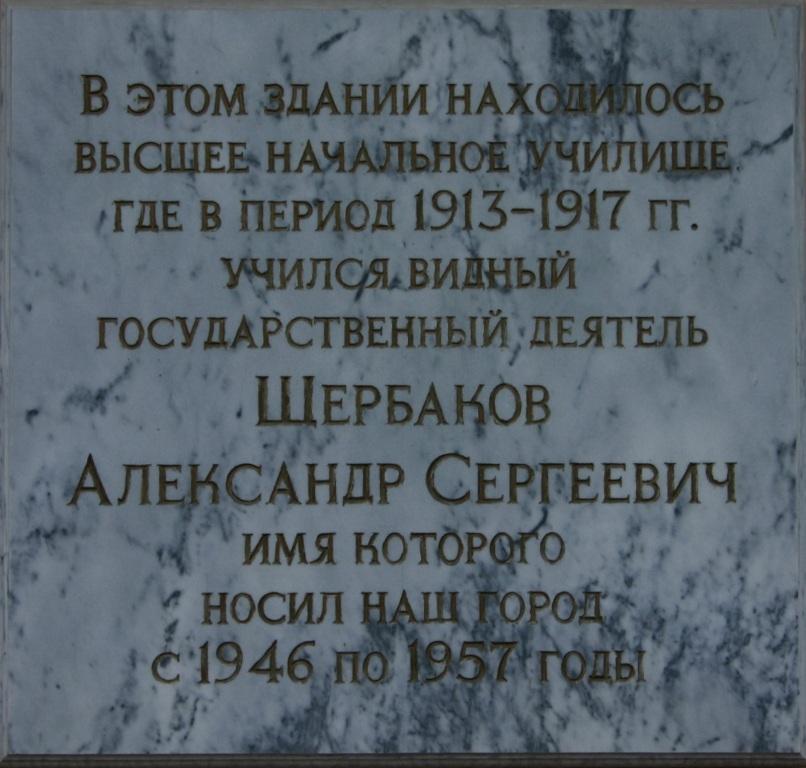 В ЭТОМ ЗДАНИИ НАХОДИЛОСЬ
ВЫСШЕЕ НАЧАЛЬНОЕ УЧИЛИЩЕ
ГДЕ В ПЕРИОД 1913-1917 ГГ.
УЧИЛСЯ ВИДНЫЙ
ГОСУДАРСТВЕННЫЙ ДЕЯТЕЛЬ
ЩЕРБАКОВ
АЛЕКСАНДР СЕРГЕЕВИЧ
ИМЯ КОТОРОГО
НОСИЛ НАШ ГОРОД
С 1946 ПО 1957 ГОДЫ